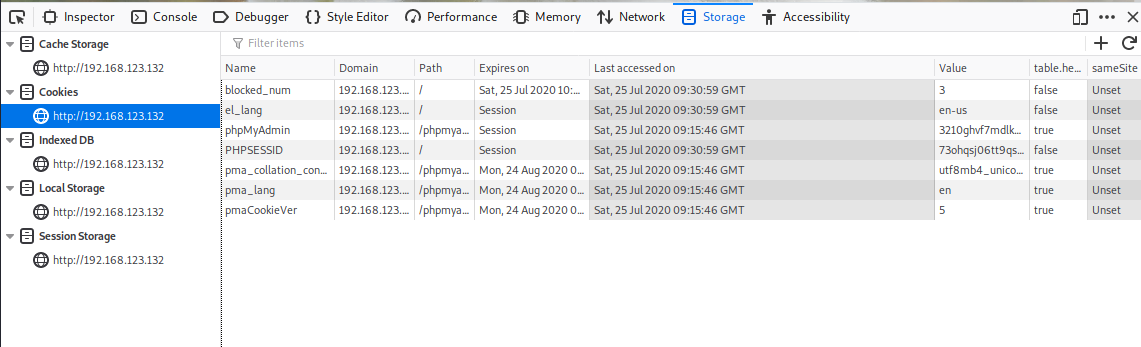 Inspector Console Debugger Style Editor Performance Memory Network Storage Accessibility
Cache Storage
http://192.168.123.132
Cookies
http://192.168.123.132
Indexed DB
http://192.168.123.132
Local Storage
http://192.168.123.132
Session Storage
http://192.168.123.132
Filter items
Name Domain Path Expires on Last accessed on Value table.he... sameSite
blocked_num 192.168.123.... / Sat, 25 Jul 2020 10:... Sat, 25 Jul 2020 09:30:59 GMT 3 false Unset
el_lang 192.168.123.... / Session Sat, 25 Jul 2020 09:30:59 GMT en-us false Unset
phpMyAdmin 192.168.123.... /phpmya... Session Sat, 25 Jul 2020 09:15:46 GMT 3210ghvf7mdlk... true Unset
PHPSESSID 192.168.123.... / Session Sat, 25 Jul 2020 09:30:59 GMT 73ohqsj06tt9qs... false Unset
pma_collation_con... 192.168.123.... /phpmya... Mon, 24 Aug 2020 0... Sat, 25 Jul 2020 09:15:46 GMT utf8mb4_unico... true Unset
pma_lang 192.168.123.... /phpmya... Mon, 24 Aug 2020 0... Sat, 25 Jul 2020 09:15:46 GMT en true Unset
pmaCookieVer 192.168.123.... /phpmya... Mon, 24 Aug 2020 0... Sat, 25 Jul 2020 09:15:46 GMT 5 true Unset